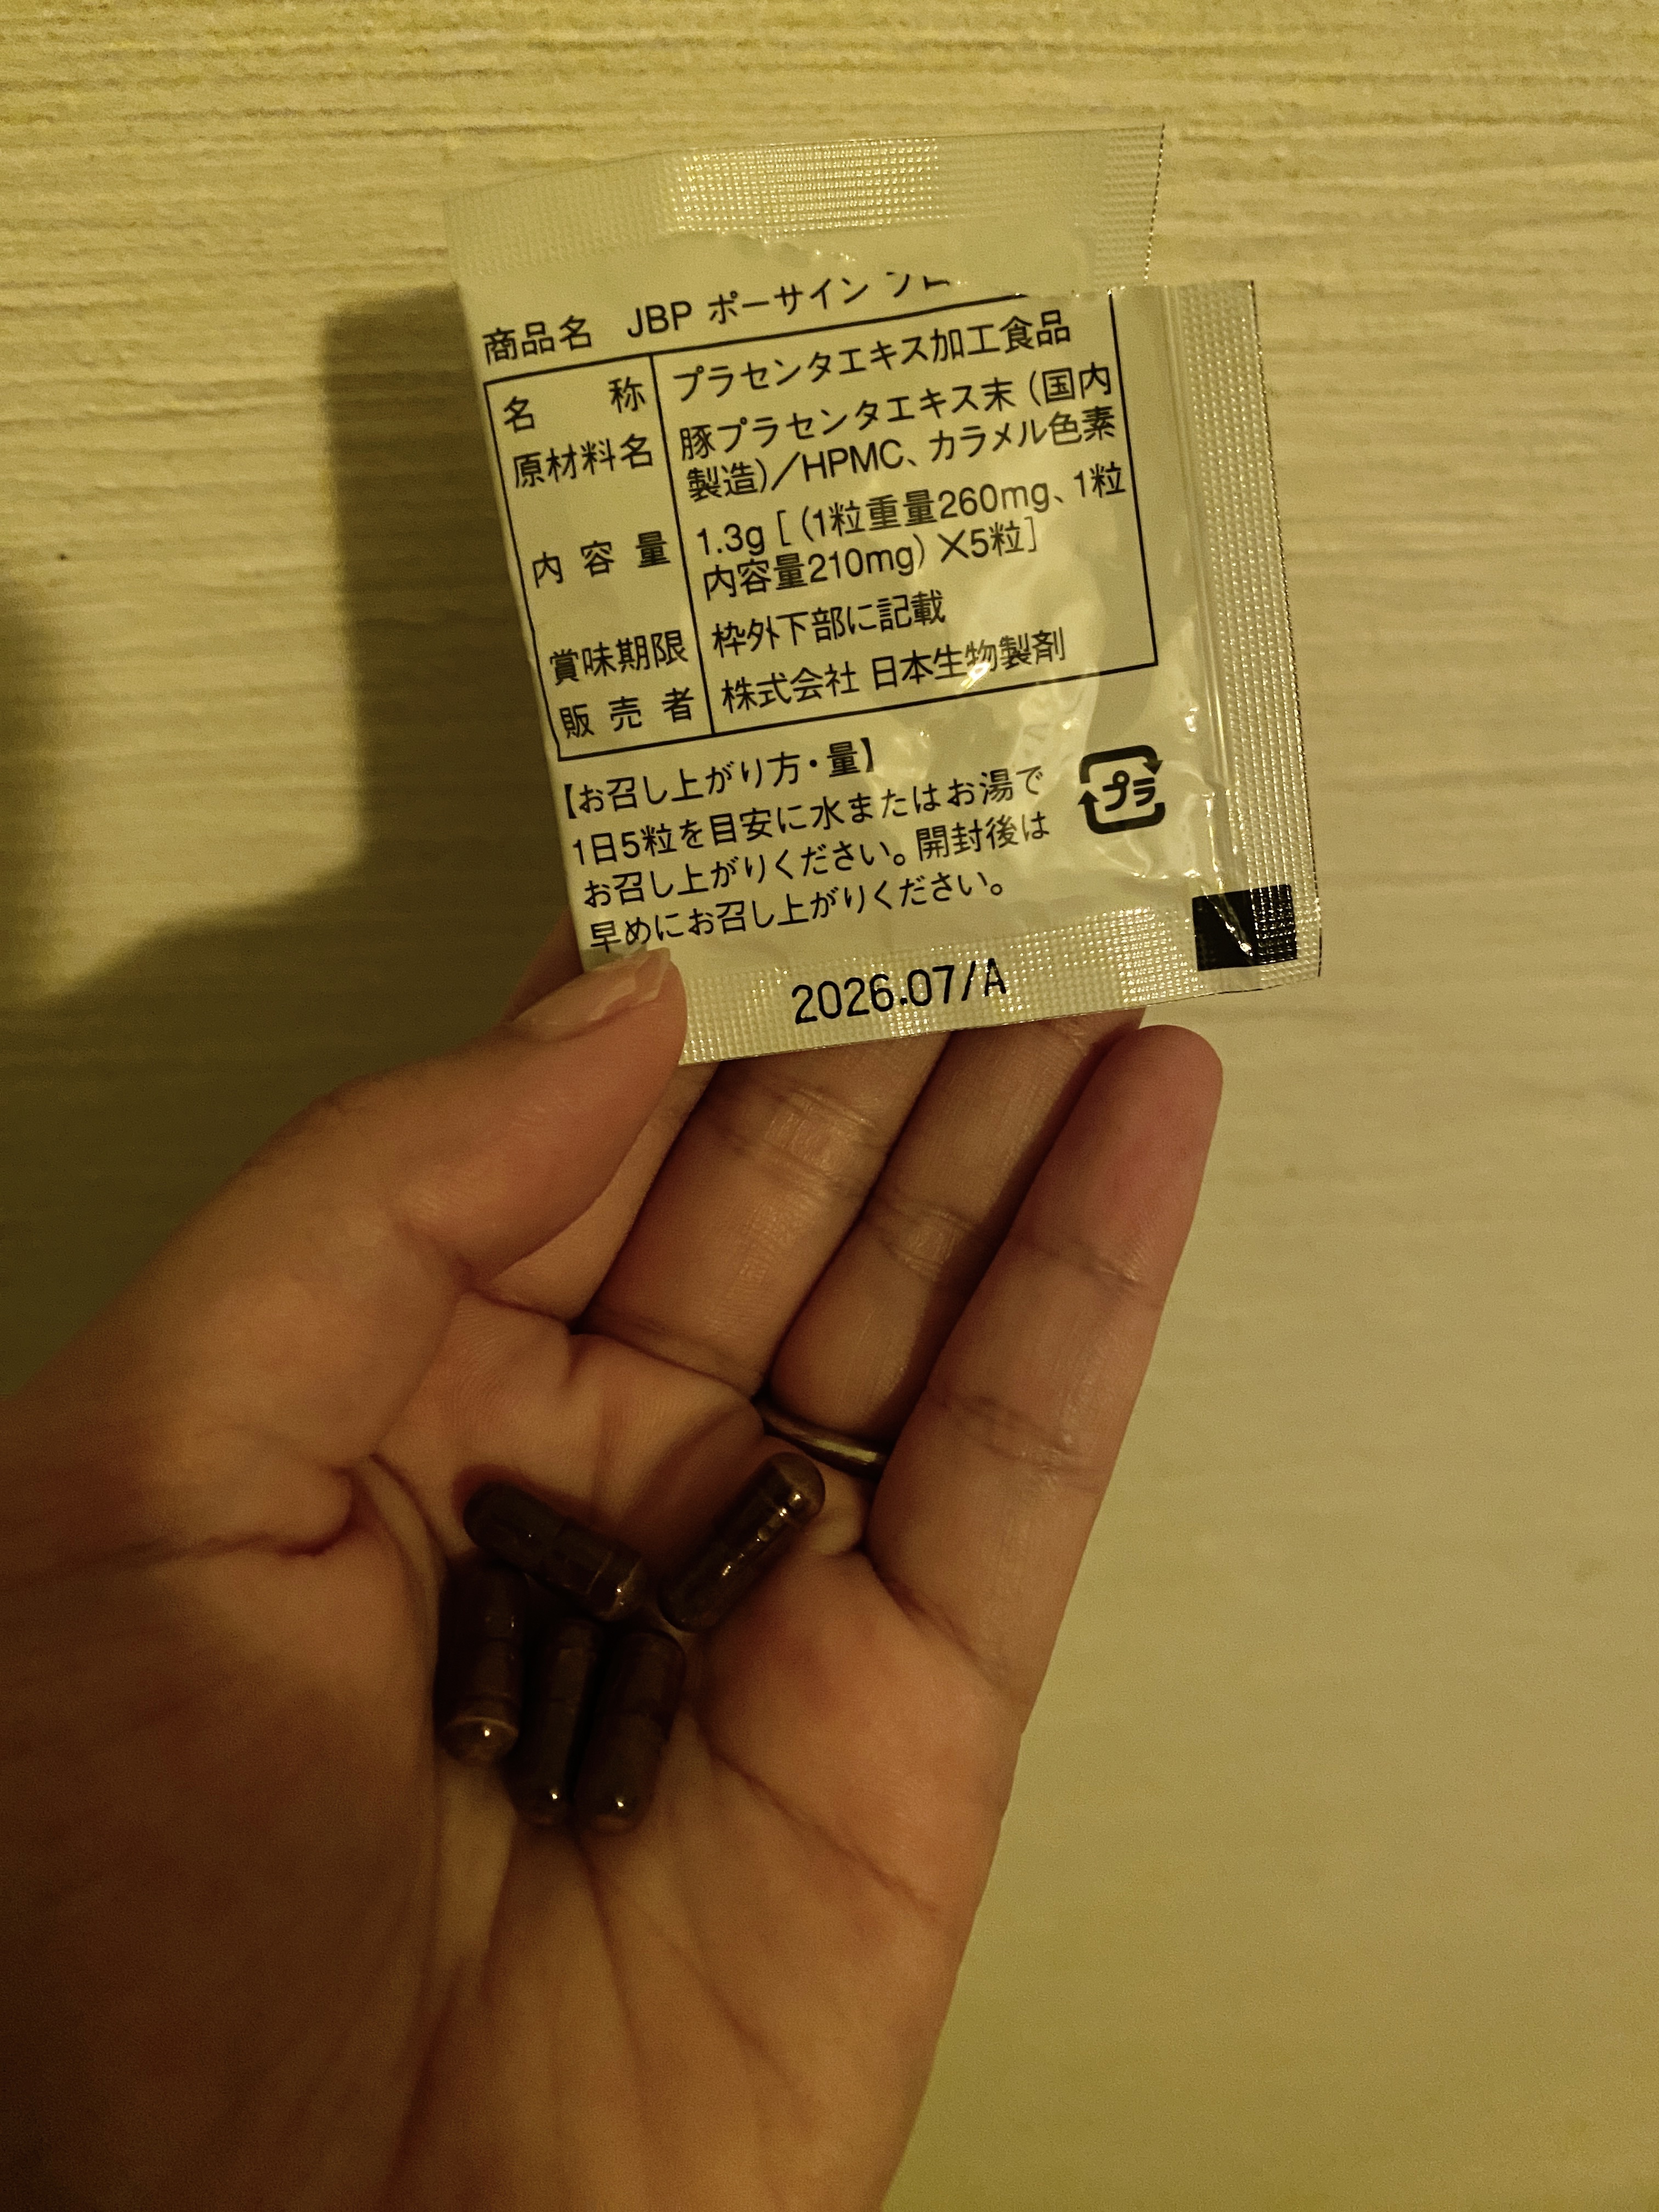 商品名 JBP ポーサイン
名称 プラセンタエキス加工食品
原材料名 豚プラセンタエキス末（国内
製造）／HPMC、カラメル色素
内容量 1.3g［（1粒重量260mg、1粒
内容量210mg）×5粒］
賞味期限 枠外下部に記載
販売者 株式会社 日本生物製剤
【お召し上がり方・量】
1日5粒を目安に水またはお湯で
お召し上がりください。開封後は
早めにお召し上がりください。
プラ
2026.07/A